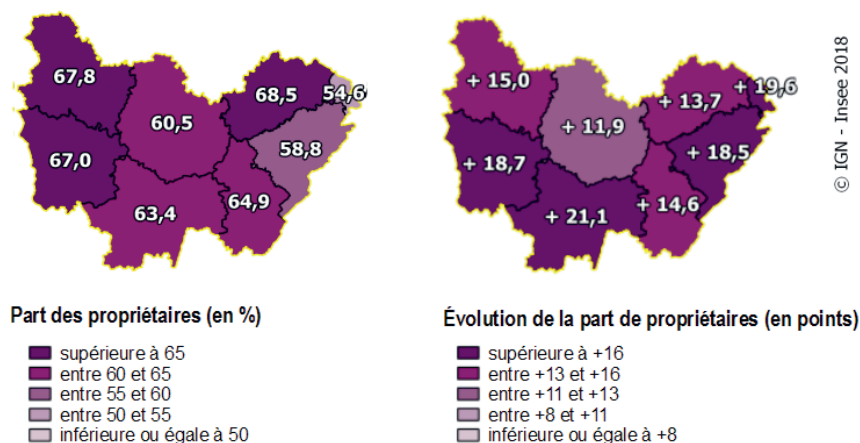 67,8
68,5
54,6
60,5
58,8
67,0
64,9
63,4
+ 15,0
+ 19,6
+ 13,7
+ 11,9
+ 18,5
+ 18,7
+ 14,6
+ 21,1
© IGN - Insee 2018
Part des propriétaires (en %)
supérieure à 65
entre 60 et 65
entre 55 et 60
entre 50 et 55
inférieure ou égale à 50
Évolution de la part de propriétaires (en points)
supérieure à +16
entre +13 et +16
entre +11 et +13
entre +8 et +11
inférieure ou égale à +8